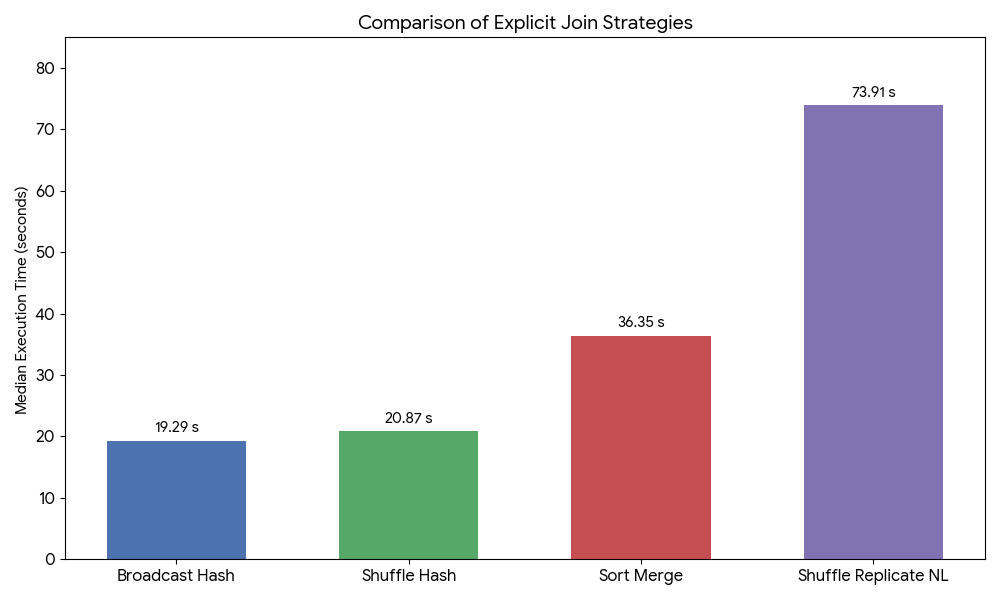 Comparison of Explicit Join Strategies
Median Execution Time (seconds)
80
70
60
50
40
30
20
10
0
19.29 s
20.87 s
36.35 s
73.91 s
Broadcast Hash
Shuffle Hash
Sort Merge
Shuffle Replicate NL